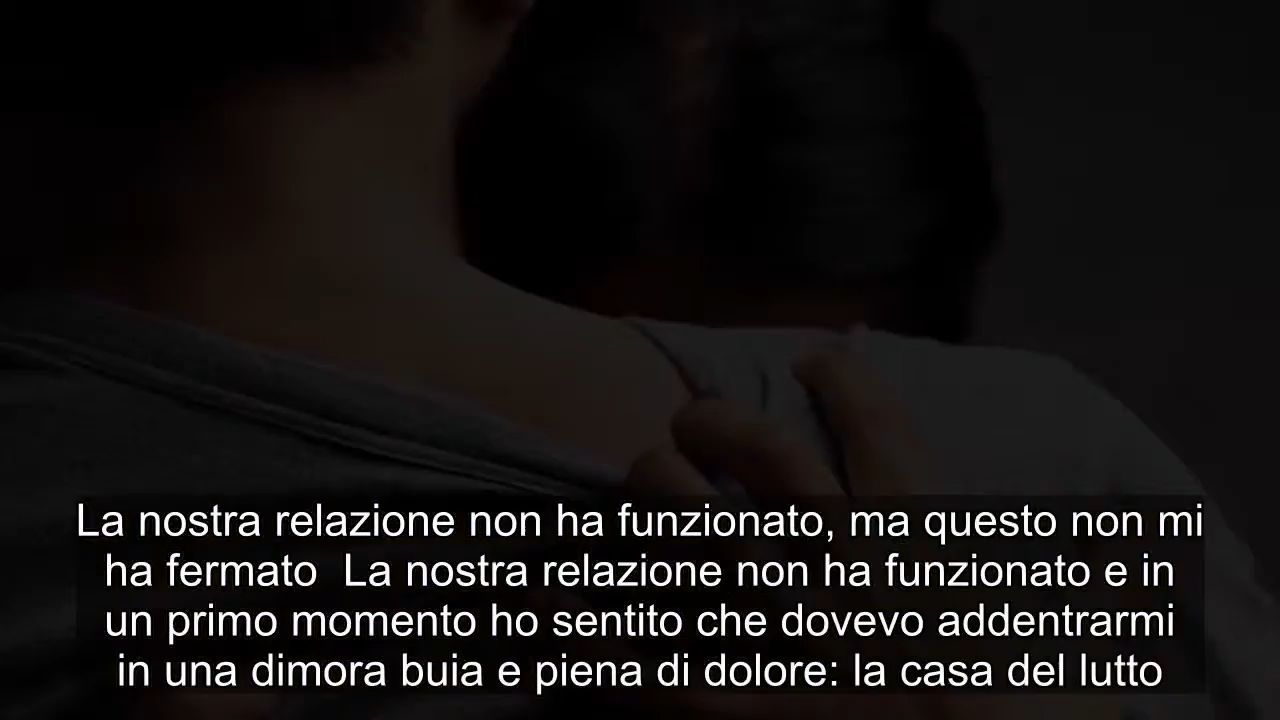 La nostra relazione non ha funzionato, ma questo non mi
ha fermato  La nostra relazione non ha funzionato e in
un primo momento ho sentito che dovevo addentrarmi
in una dimora buia e piena di dolore: la casa del lutto